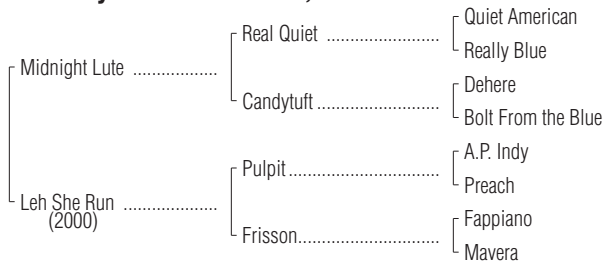 Quiet American
Real Quiet ....................
Really Blue
Midnight Lute ...............
Dehere
Candytuft .....................
Bolt From the Blue
A.P. Indy
Pulpit ..........................
Preach
Leh She Run ................
(2000)
Fappiano
Frisson.........................
Mavera